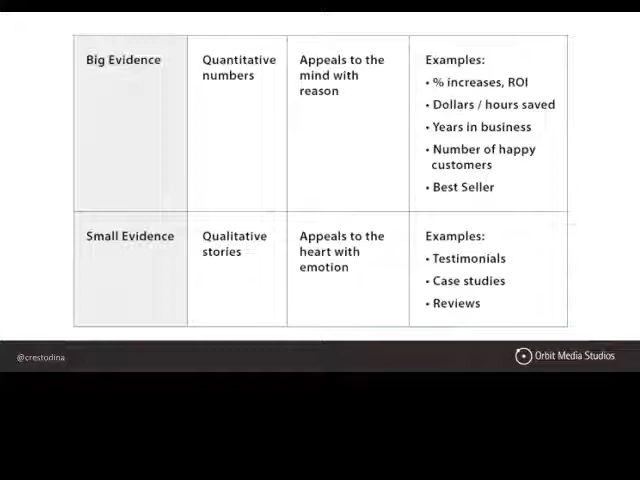 Big Evidence
Quantitative
numbers
Appeals to the
mind with
reason
Examples:
• % increases, ROI
• Dollars / hours saved
• Years in business
• Number of happy
customers
• Best Seller
Small Evidence
Qualitative
stories
Appeals to the
heart with
emotion
Examples:
• Testimonials
• Case studies
• Reviews
@crestodina
Orbit Media Studios